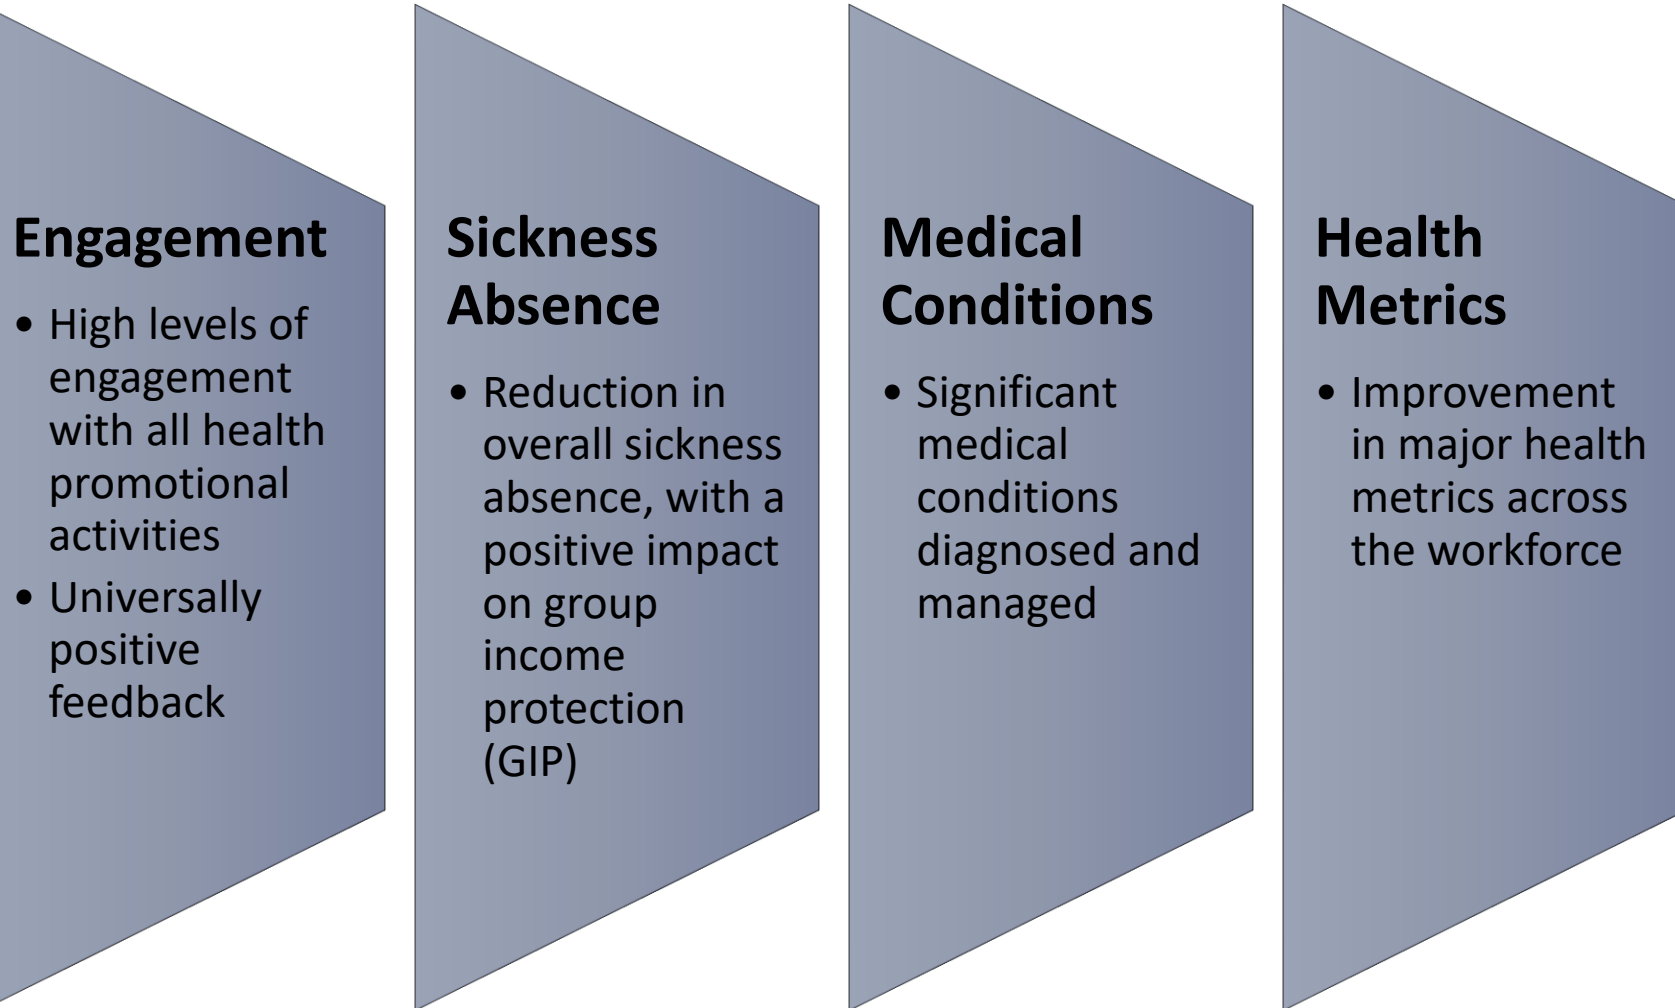 Engagement
• High levels of
engagement
with all health
promotional
activities
• Universally
positive
feedback
Sickness
Absence
• Reduction in
overall sickness
absence, with a
positive impact
on group
income
protection
(GIP)
Medical
Conditions
• Significant
medical
conditions
diagnosed and
managed
Health
Metrics
• Improvement
in major health
metrics across
the workforce